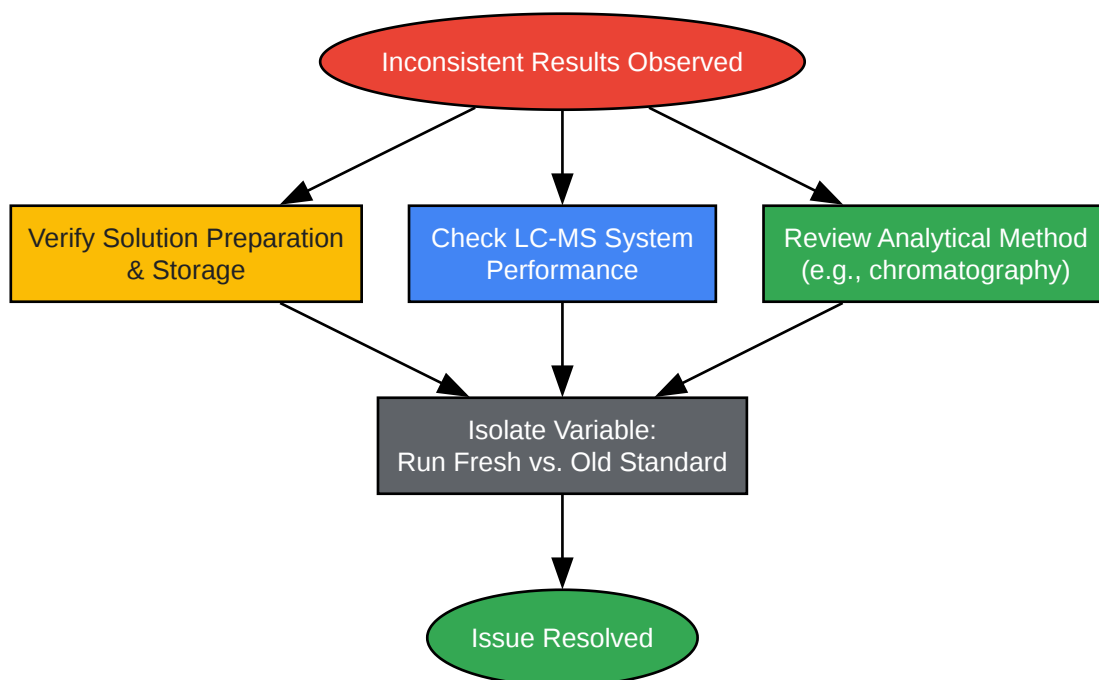 Inconsistent Results Observed
Verify Solution Preparation
& Storage
Check LC-MS System
Performance
Review Analytical Method
(e.g., chromatography)
Isolate Variable:
Run Fresh vs. Old Standard
Issue Resolved